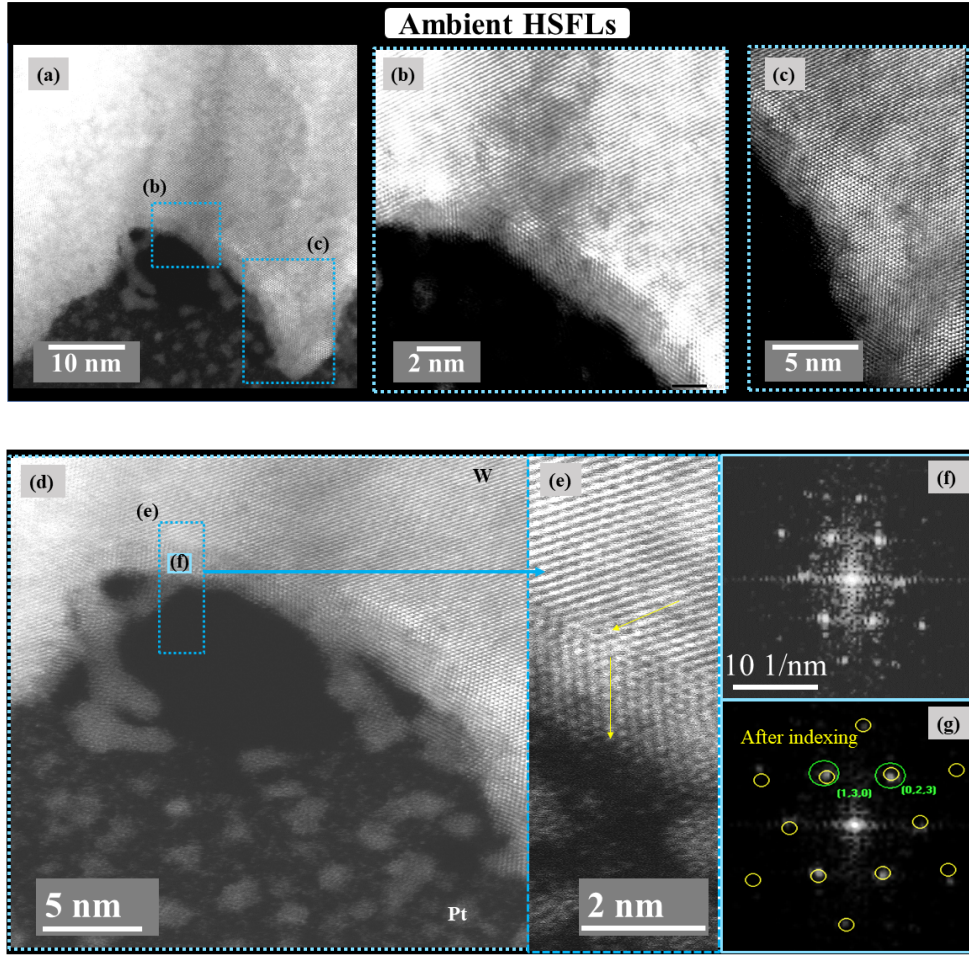 Ambient HSFLs
(a)
(b)
(c)
10 nm
(b)
2 nm
(c)
5 nm
(d)
W
(e)
(f)
5 nm
Pt
(e)
2 nm
(f)
10 1/nm
(g)
After indexing
(1,3,0)
(0,2,3)